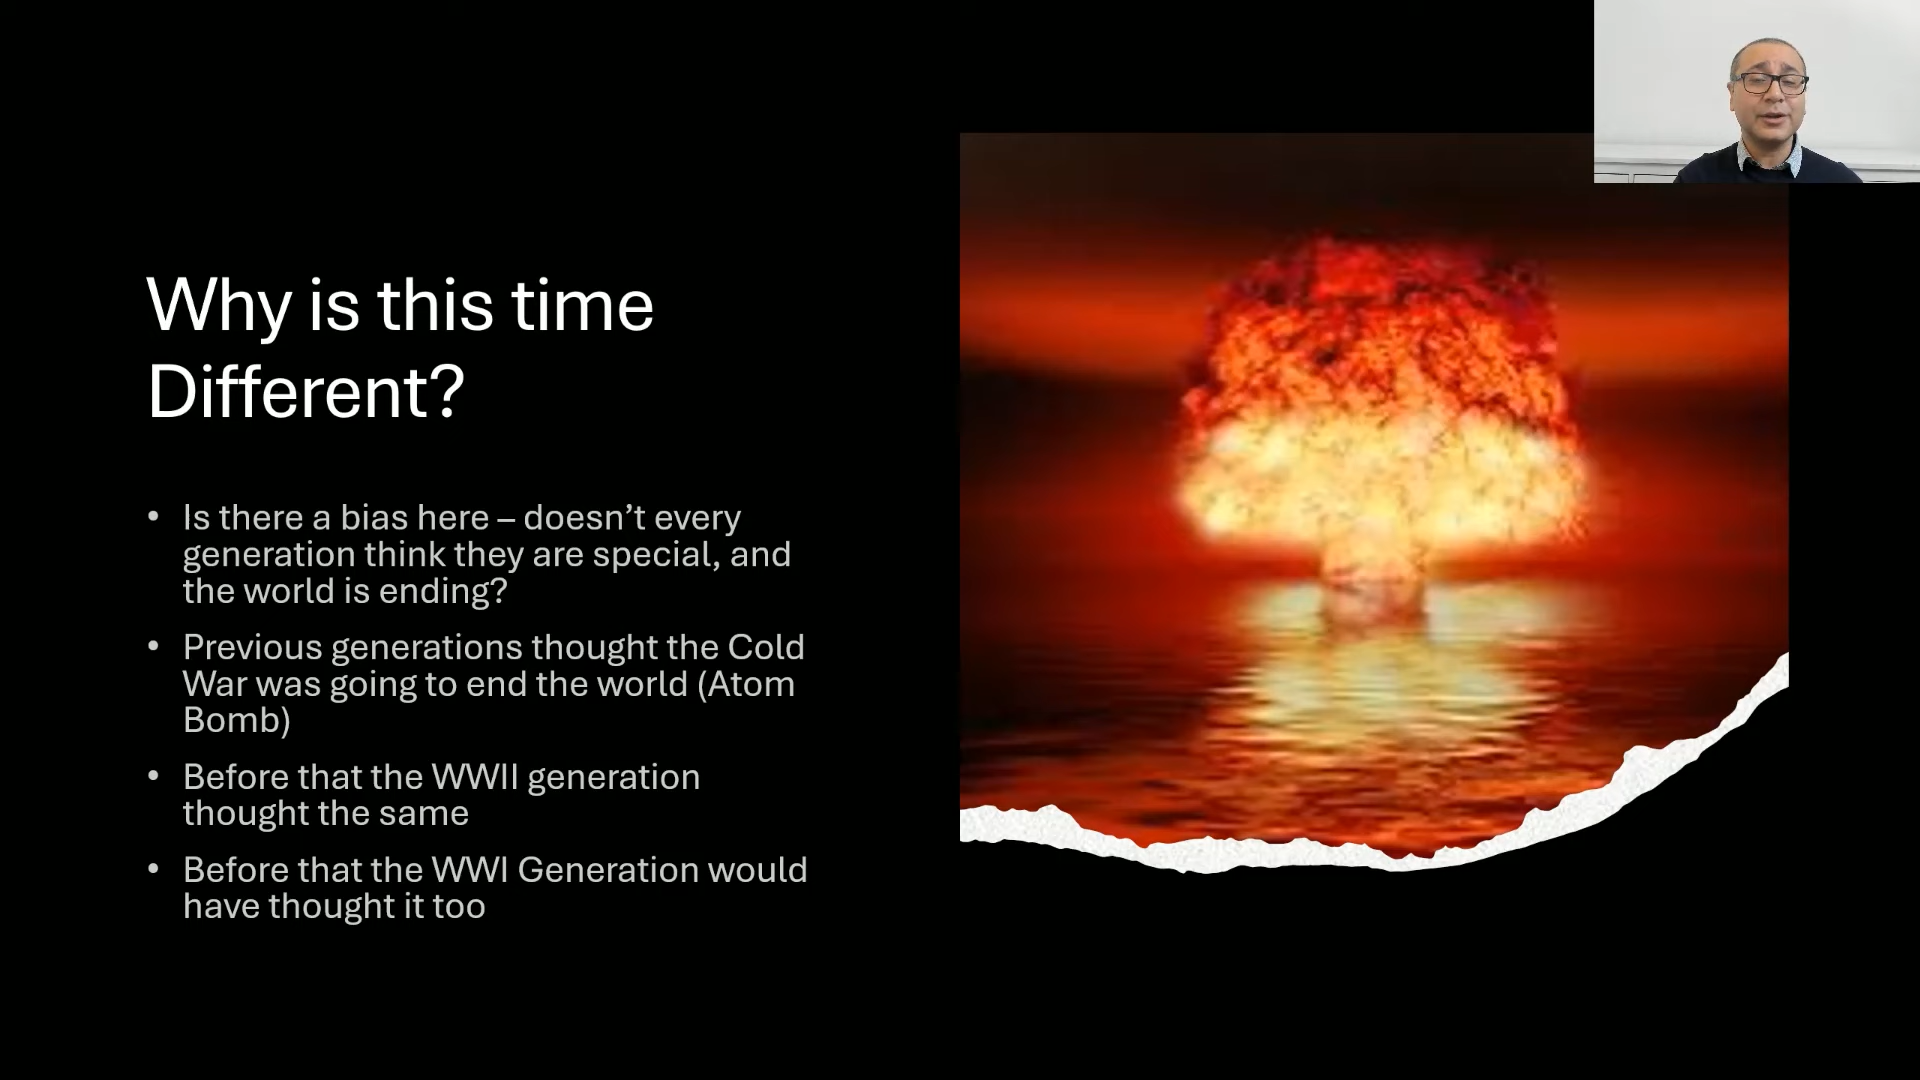 Why is this time
Different?
• Is there a bias here – doesn’t every
generation think they are special, and
the world is ending?
• Previous generations thought the Cold
War was going to end the world (Atom
Bomb)
• Before that the WWII generation
thought the same
• Before that the WWI Generation would
have thought it too